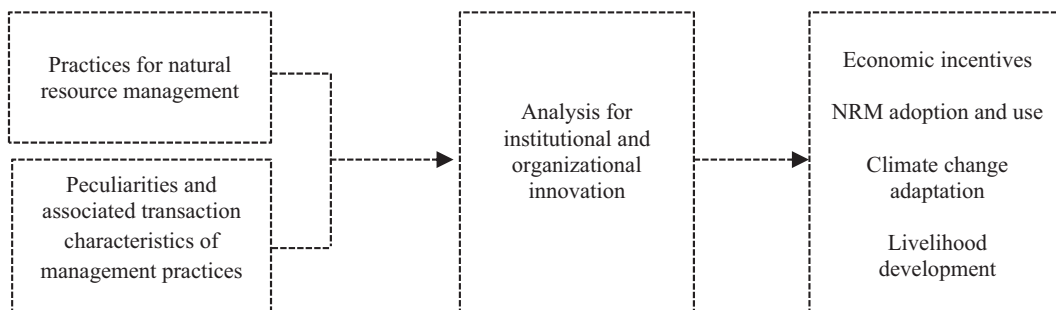 Practices for natural
resource management
Peculiarities and
associated transaction
characteristics of
management practices
Analysis for
institutional and
organizational
innovation
Economic incentives
NRM adoption and use
Climate change
adaptation
Livelihood
development